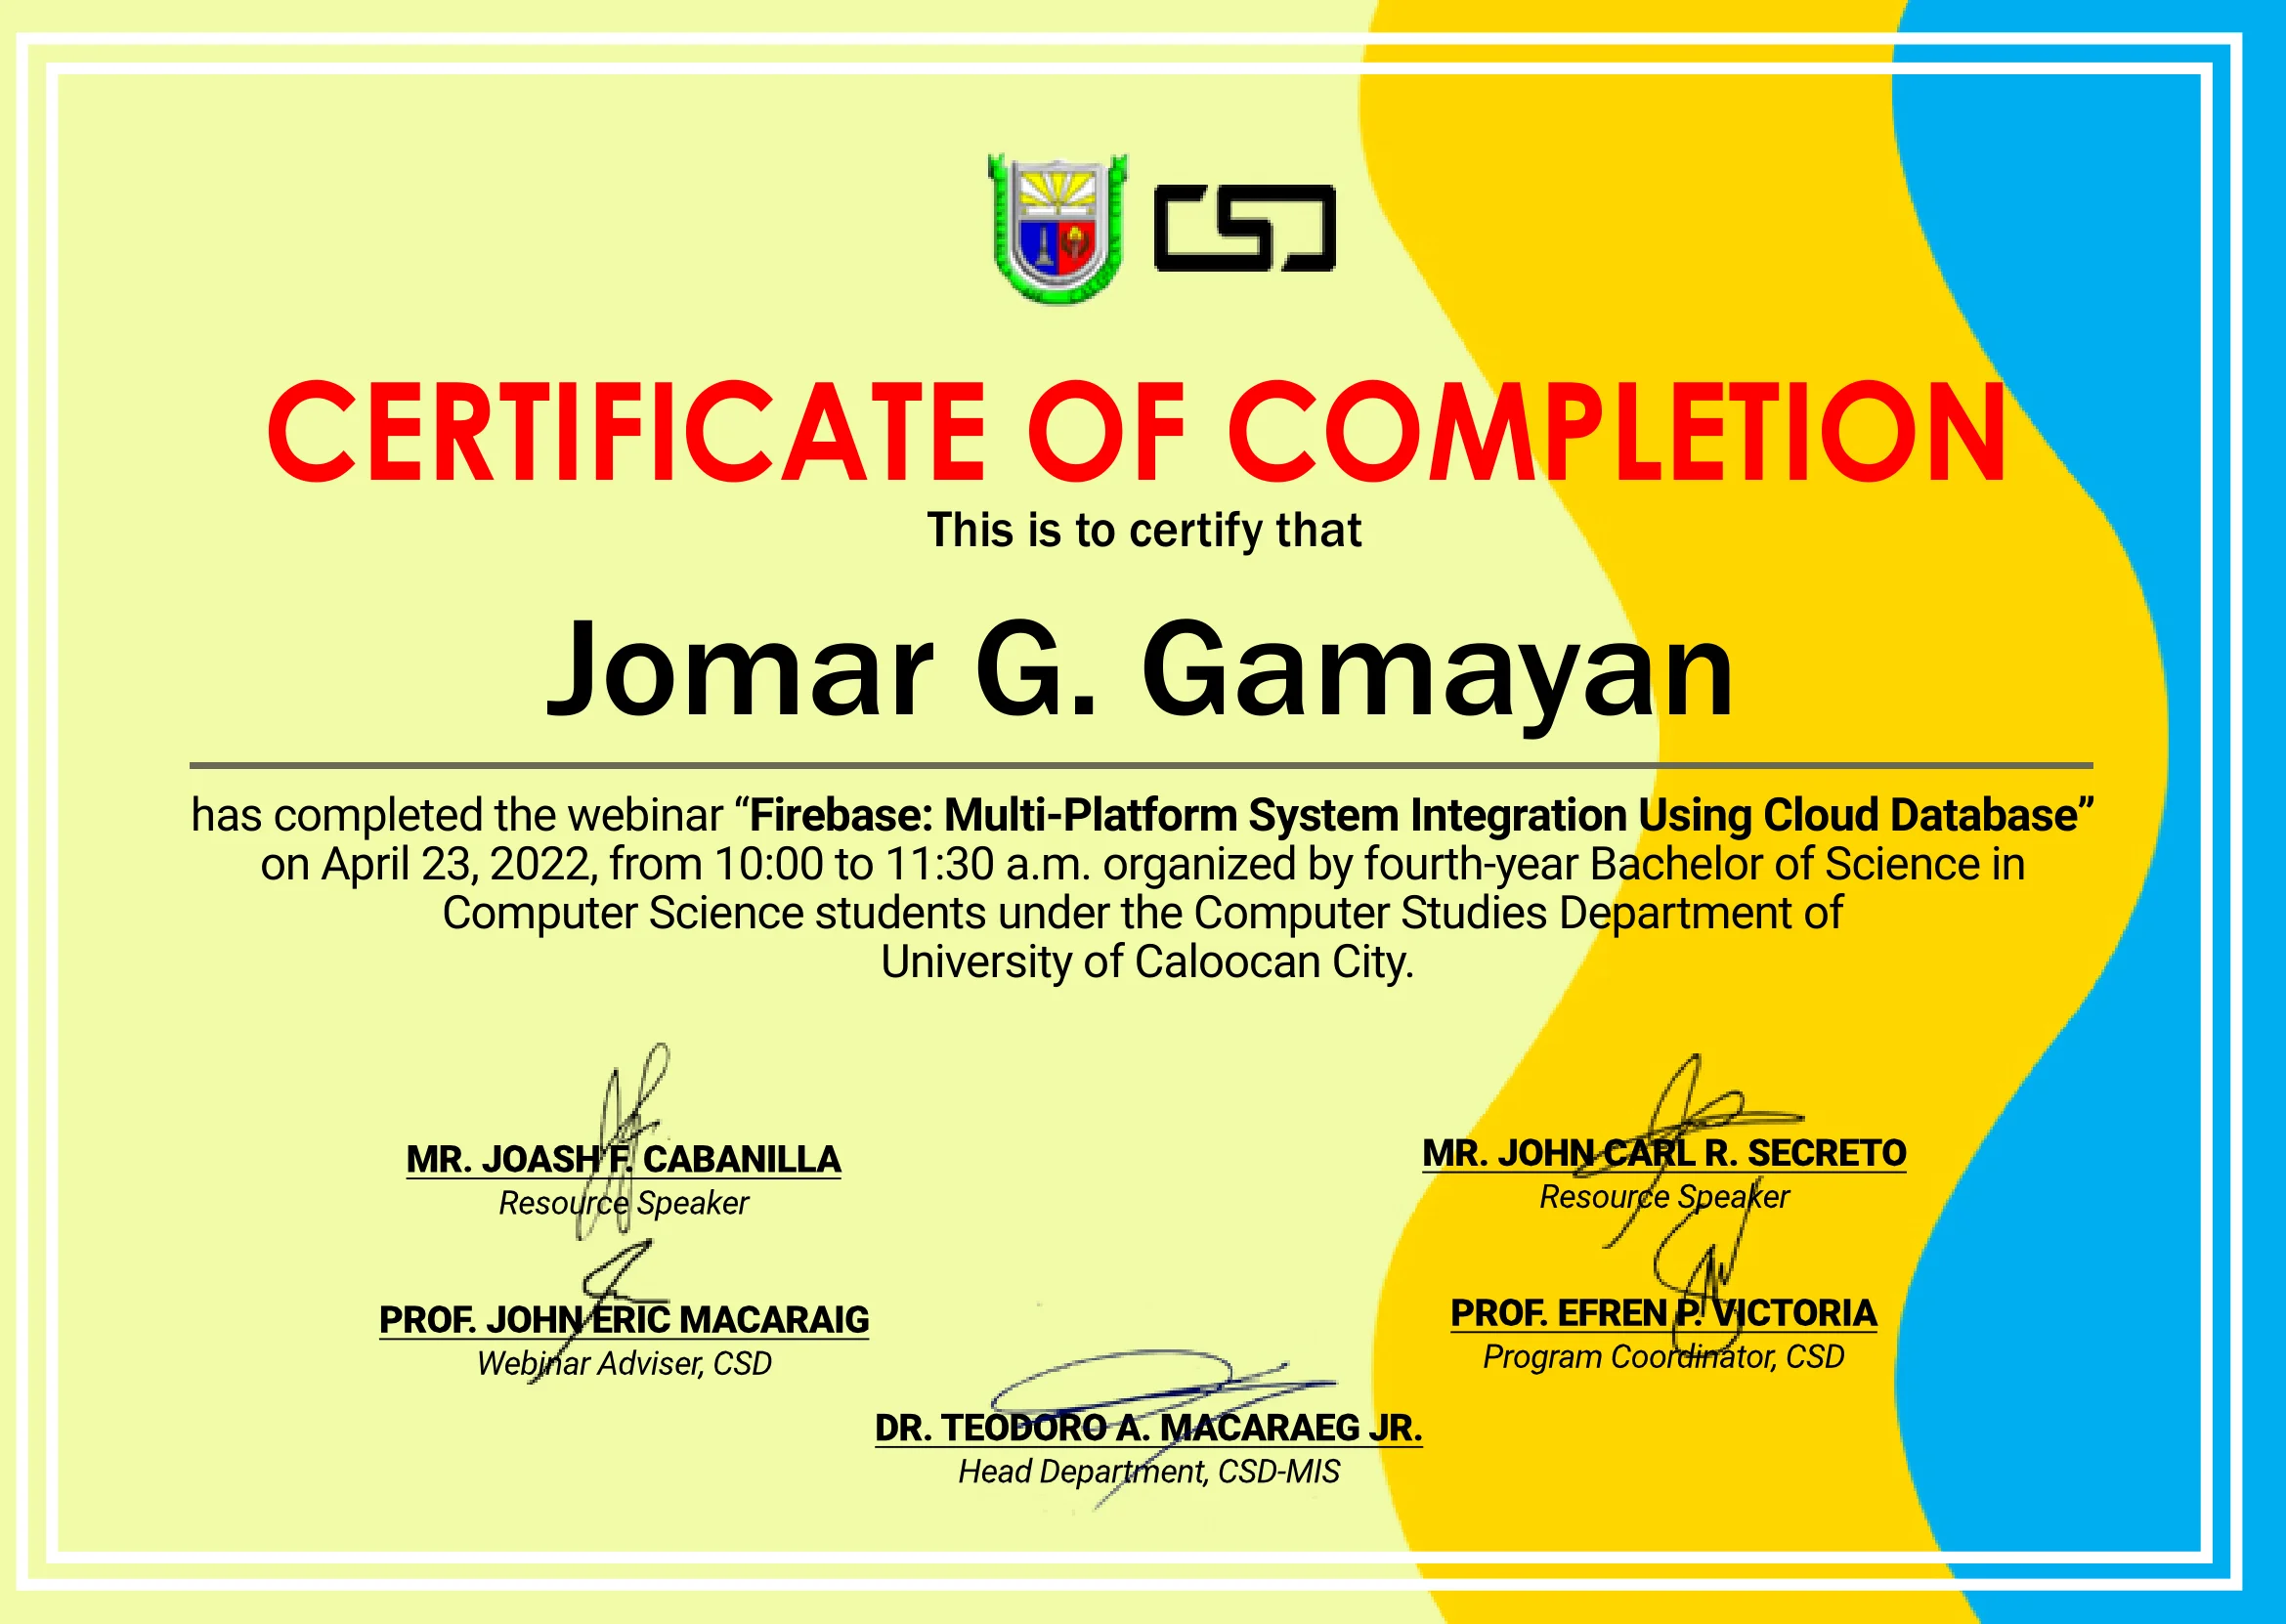 CSD
CERTIFICATE OF COMPLETION
This is to certify that
Jomar G. Gamayan
has completed the webinar “Firebase: Multi-Platform System Integration Using Cloud Database”
on April 23, 2022, from 10:00 to 11:30 a.m. organized by fourth-year Bachelor of Science in
Computer Science students under the Computer Studies Department of
University of Caloocan City.
MR. JOASH F. CABANILLA
Resource Speaker
MR. JOHN CARL R. SECRETO
Resource Speaker
PROF. JOHN ERIC MACARAIG
Webinar Adviser, CSD
PROF. EFREN P. VICTORIA
Program Coordinator, CSD
DR. TEODORO A. MACARAEG JR.
Head Department, CSD-MIS